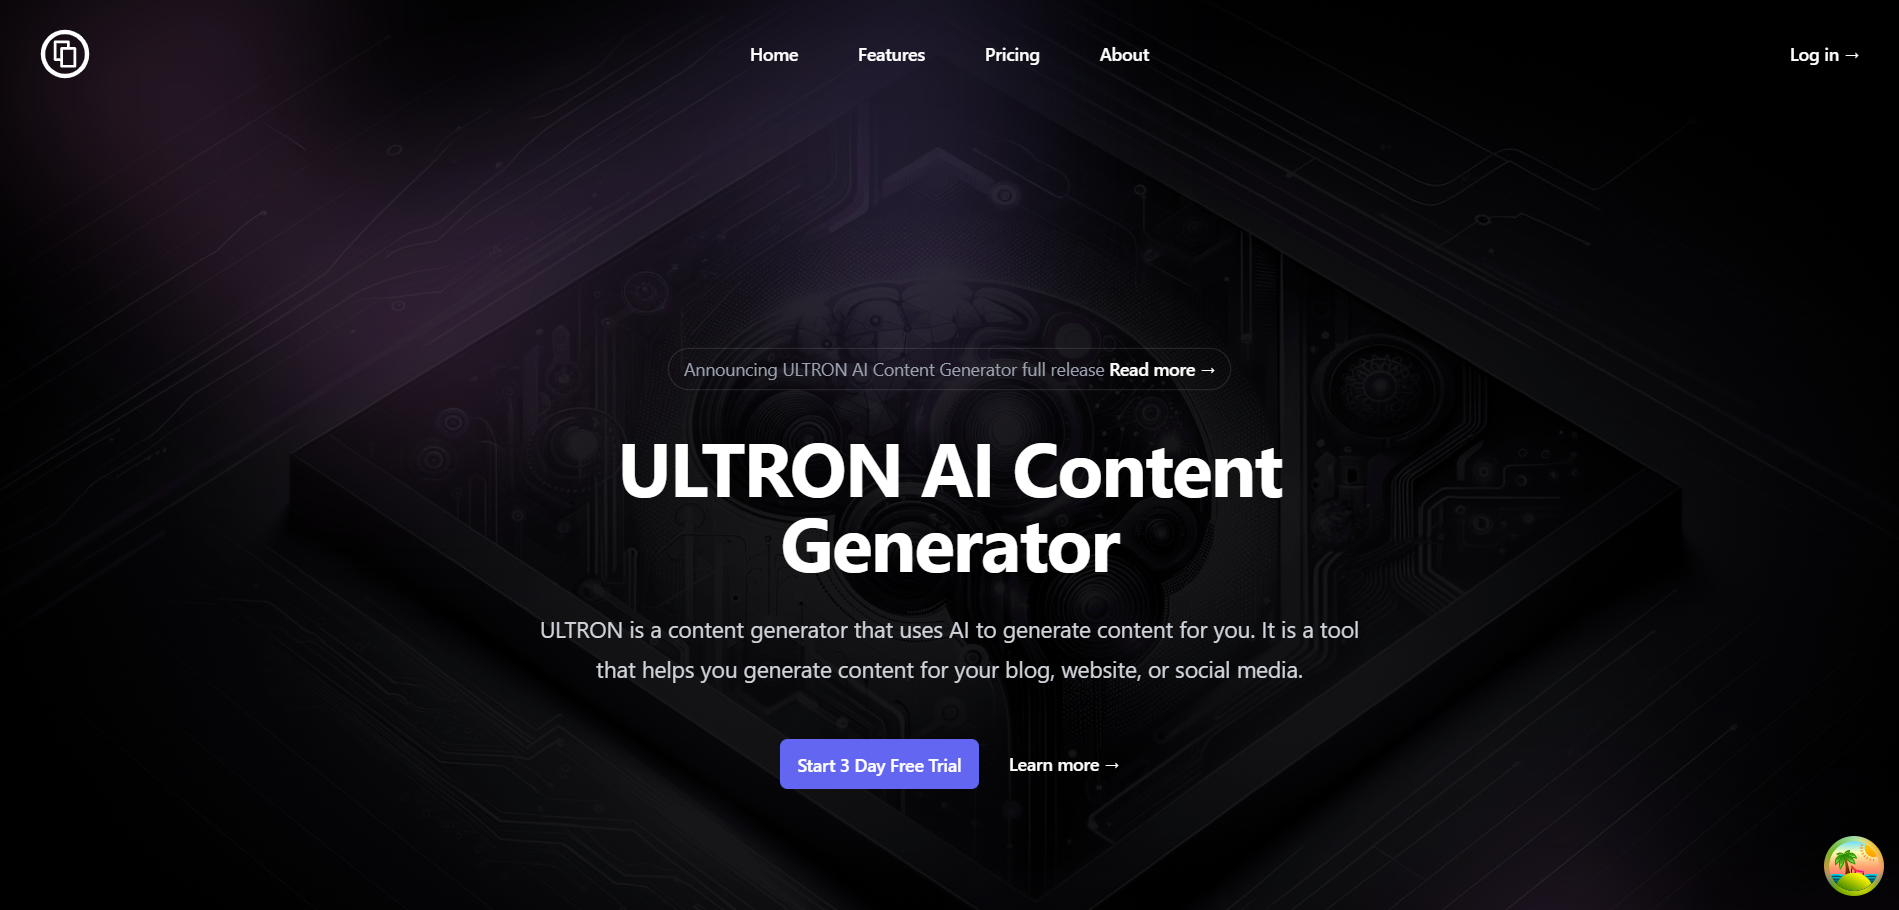 Home Features Pricing About Log in →
Announcing ULTRON AI Content Generator full release Read more →
ULTRON AI Content
Generator
ULTRON is a content generator that uses AI to generate content for you. It is a tool
that helps you generate content for your blog, website, or social media.
Start 3 Day Free Trial Learn more →